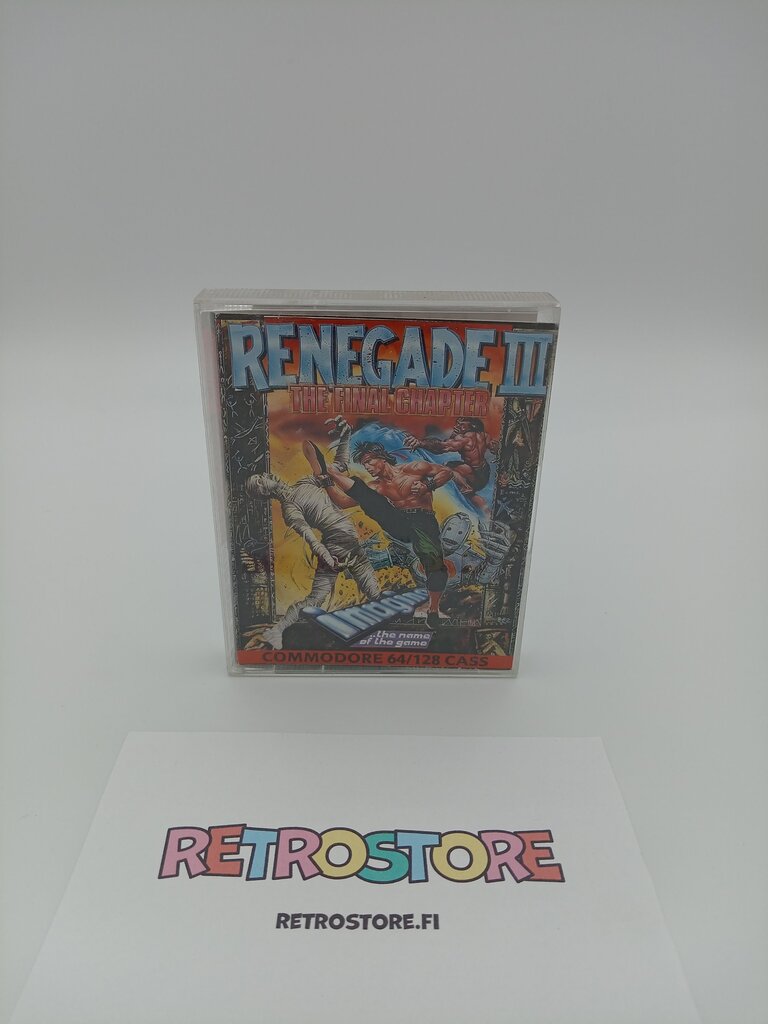 RENEGADE III
THE FINAL CHAPTER
imagine
...the name
of the game
COMMODORE 64/128 CASS
RETROSTORE
RETROSTORE.FI